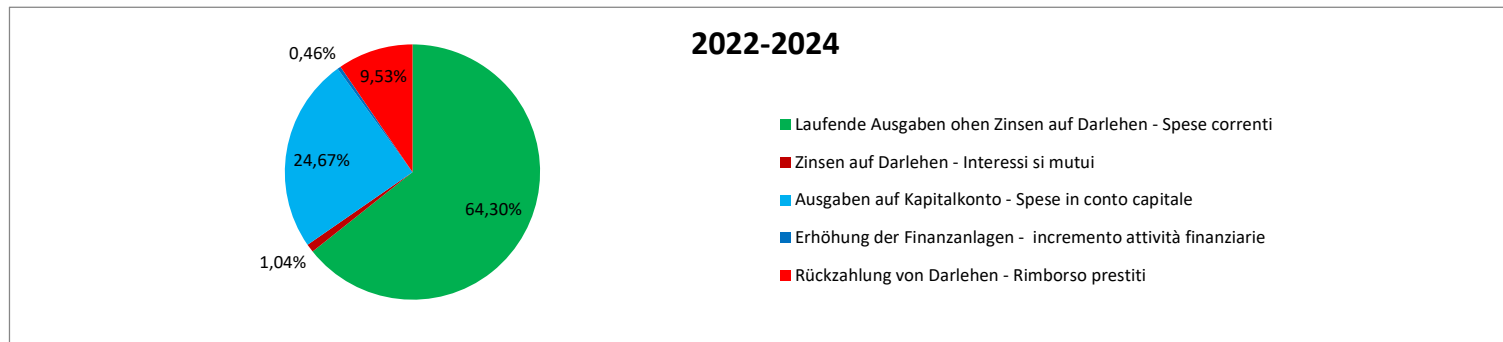 2022-2024
0,46%
9,53%
24,67%
64,30%
1,04%
Laufende Ausgaben ohen Zinsen auf Darlehen - Spese correnti
Zinsen auf Darlehen - Interessi si mutui
Ausgaben auf Kapitalkonto - Spese in conto capitale
Erhöhung der Finanzanlagen -  incremento attività finanziarie
Rückzahlung von Darlehen - Rimborso prestiti